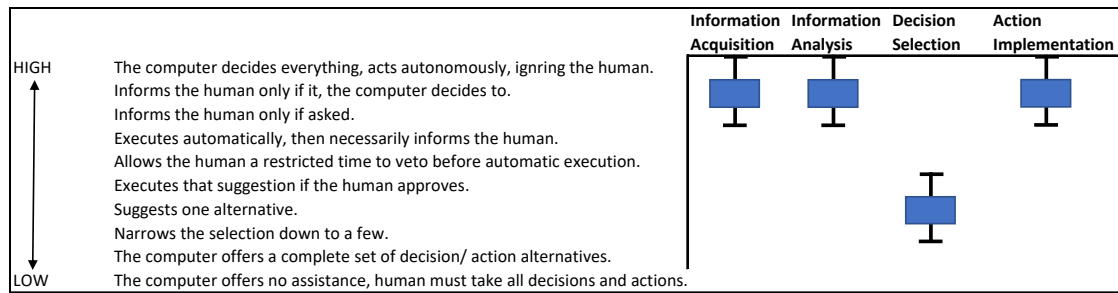 Information Information Decision Action
Acquisition Analysis Selection Implementation
HIGH The computer decides everything, acts autonomously, ignring the human.
Informs the human only if it, the computer decides to.
Informs the human only if asked.
Executes automatically, then necessarily informs the human.
Allows the human a restricted time to veto before automatic execution.
Executes that suggestion if the human approves.
Suggests one alternative.
Narrows the selection down to a few.
The computer offers a complete set of decision/ action alternatives.
LOW The computer offers no assistance, human must take all decisions and actions.